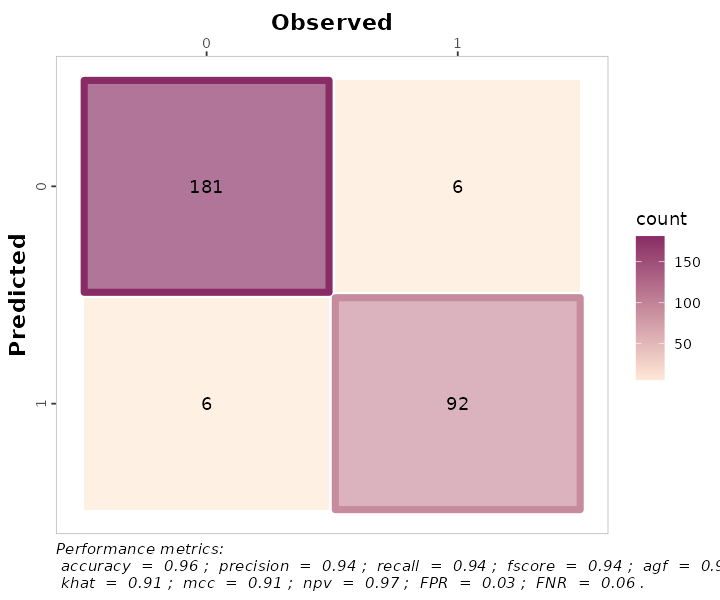 Observed
0 1
0
181 6
count
150
100
50
Predicted
1
6 92
Performance metrics:
accuracy = 0.96 ; precision = 0.94 ; recall = 0.94 ; fscore = 0.94 ; agf =
khat = 0.91 ; mcc = 0.91 ; npv = 0.97 ; FPR = 0.03 ; FNR = 0.06 .